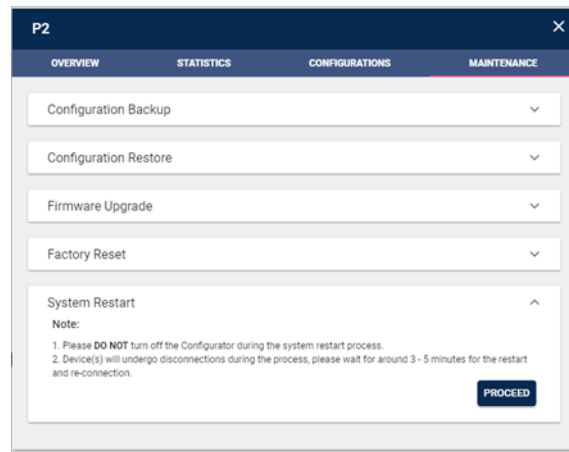 P2
OVERVIEW STATISTICS CONFIGURATIONS MAINTENANCE
Configuration Backup
Configuration Restore
Firmware Upgrade
Factory Reset
System Restart
Note:
1. Please DO NOT turn off the Configurator during the system restart process.
2. Device(s) will undergo disconnections during the process, please wait for around 3 - 5 minutes for the restart
and re-connection.
PROCEED